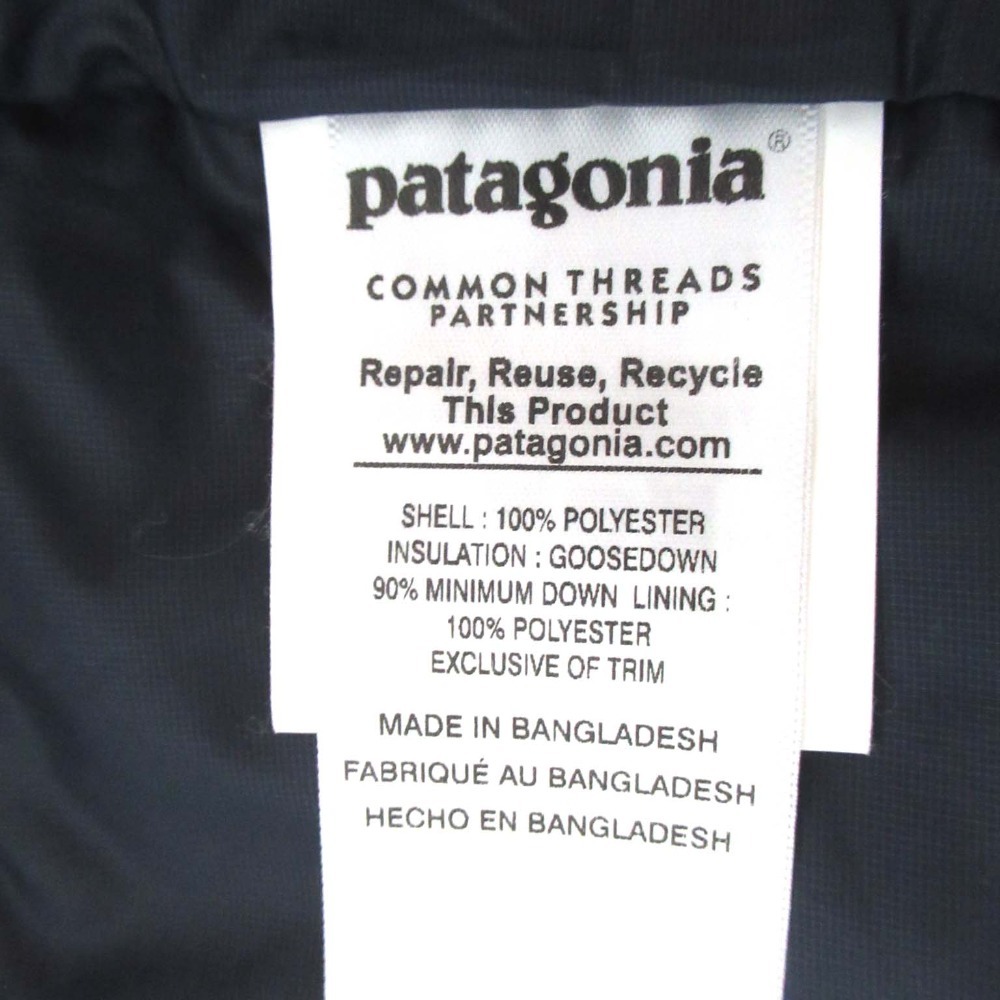 patagonia®
COMMON THREADS
PARTNERSHIP
Repair, Reuse, Recycle
This Product
www.patagonia.com
SHELL : 100% POLYESTER
INSULATION : GOOSEDOWN
90% MINIMUM DOWN LINING :
100% POLYESTER
EXCLUSIVE OF TRIM
MADE IN BANGLADESH
FABRIQUÉ AU BANGLADESH
HECHO EN BANGLADESH